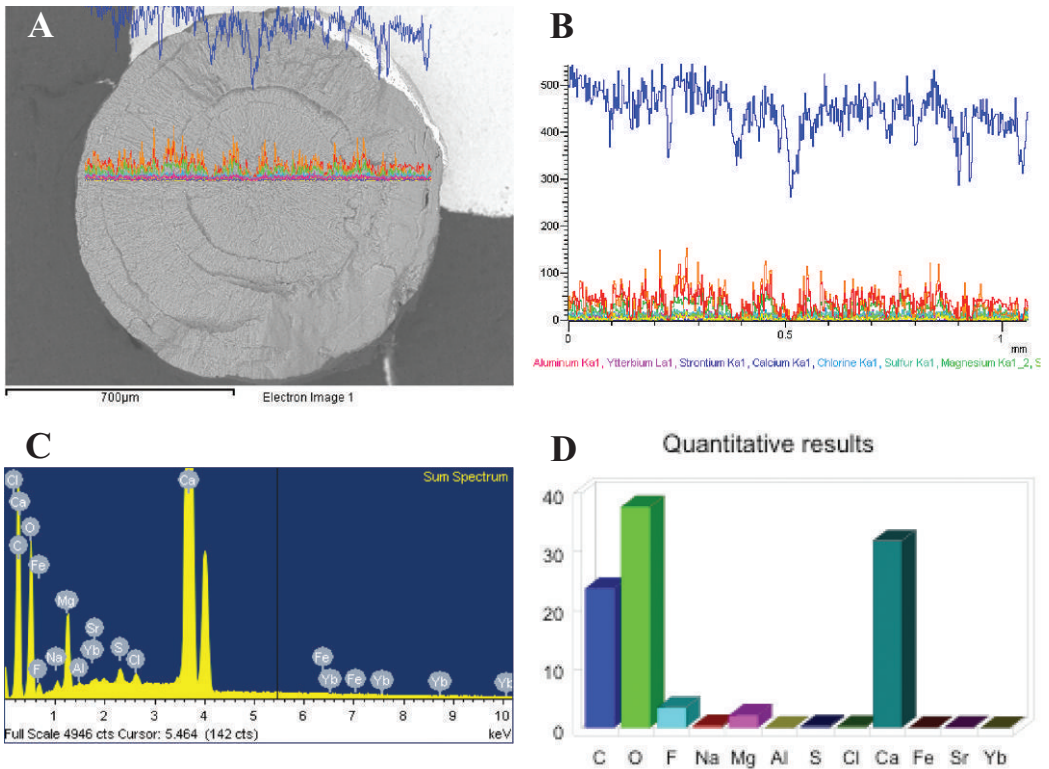 A
700µm
Electron Image 1
B
500
400
300
200
100
0
0
0.5
1
mm
Aluminum Ka1, Ytterbium La1, Strontium Ka1, Calcium Ka1, Chlorine Ka1, Sulfur Ka1, Magnesium Ka1_2, S
C
Sum Spectrum
Cl
Ca
C
O
Fe
F
Na
Mg
Al
Sr
Yb
S
Cl
Ca
Fe
Yb
Fe
Yb
Yb
Yb
1 2 3 4 5 6 7 8 9 10
Full Scale 4946 cts Cursor: 5.464 (142 cts)
keV
D
Quantitative results
40
30
20
10
0
C O F Na Mg Al S Cl Ca Fe Sr Yb